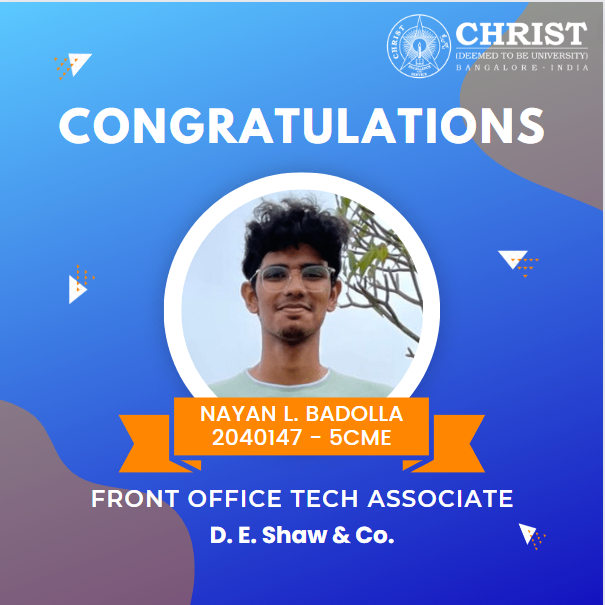 CHRIST
(DEEMED TO BE UNIVERSITY)
BANGALORE · INDIA
CONGRATULATIONS
NAYAN L. BADOLLA
2040147 - 5CME
FRONT OFFICE TECH ASSOCIATE
D. E. Shaw & Co.